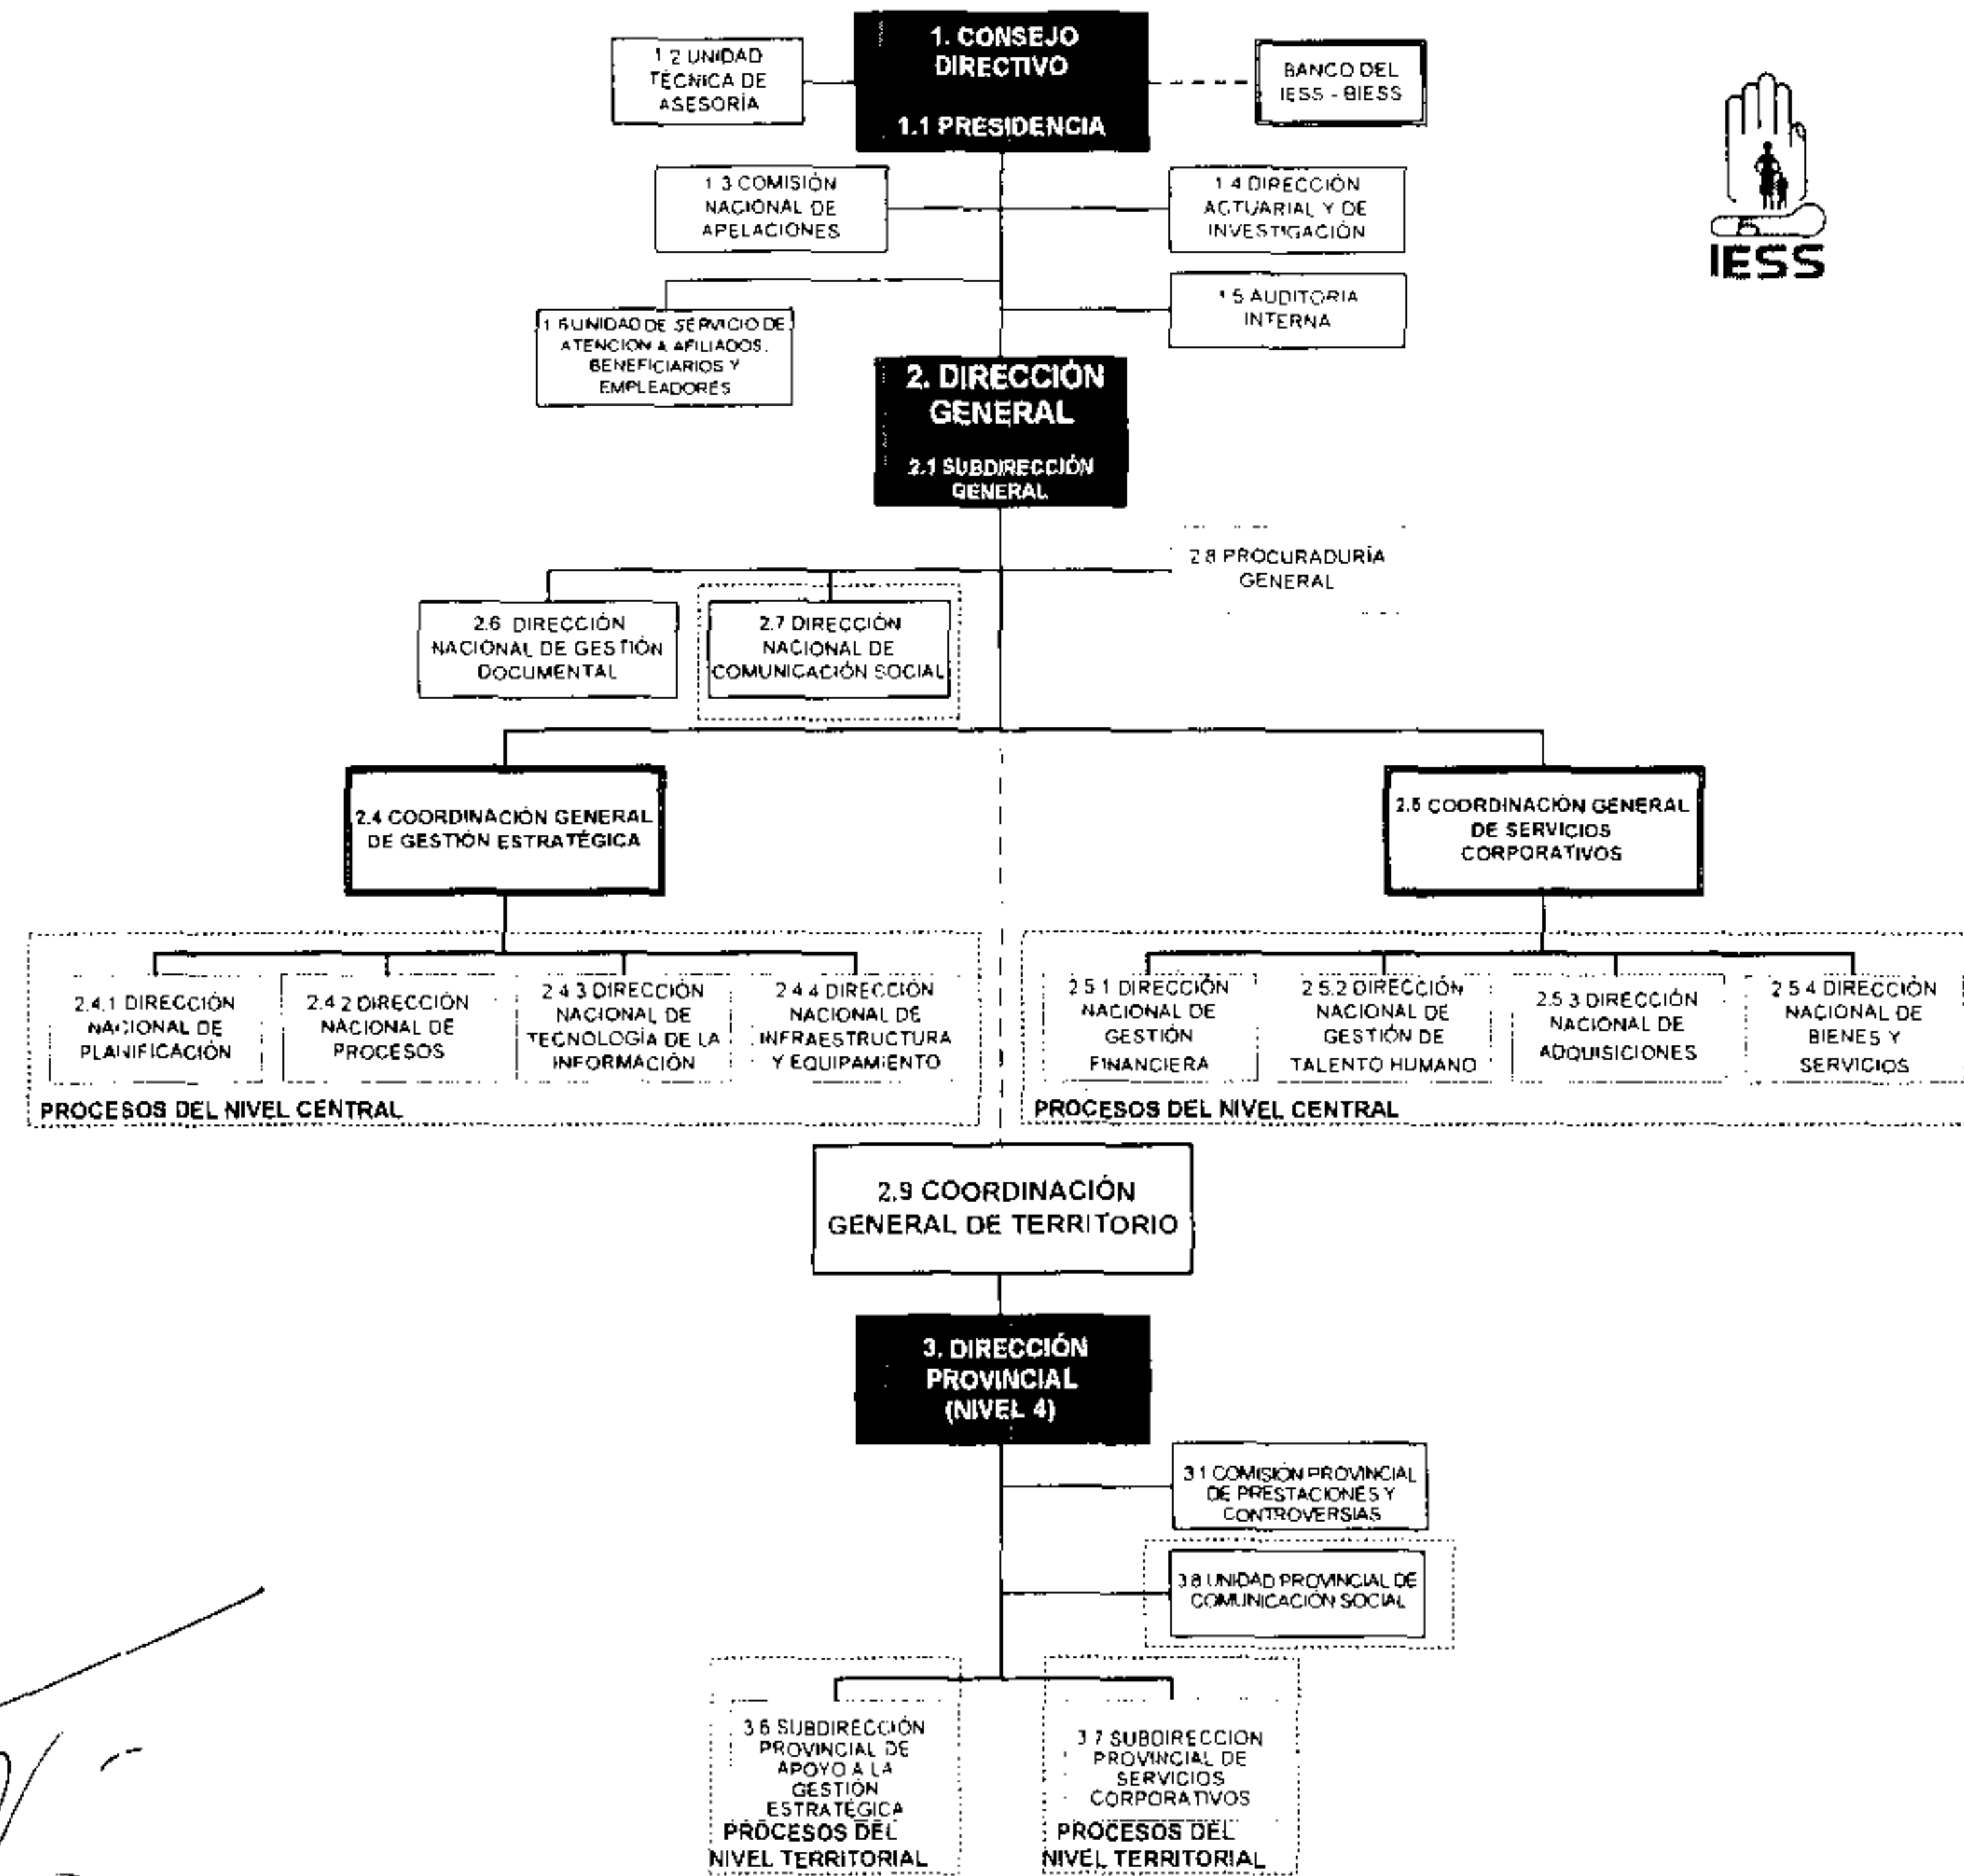 1. CONSEJO
DIRECTIVO
1.1 PRESIDENCIA
1 2 UNIDAD
TÉCNICA DE
ASESORÍA
BANCO DEL
IESS - BIESS
IESS
1 3 COMISIÓN
NACIONAL DE
APELACIONES
1 4 DIRECCIÓN
ACTUARIAL Y DE
INVESTIGACIÓN
1 6 UNIDAD DE SERVICIO DE
ATENCION A AFILIADOS,
BENEFICIARIOS Y
EMPLEADORES
1 5 AUDITORIA
INTERNA
2. DIRECCIÓN
GENERAL
2.1 SUBDIRECCIÓN
GENERAL
2 8 PROCURADURÍA
GENERAL
2.6 DIRECCIÓN
NACIONAL DE GESTIÓN
DOCUMENTAL
2.7 DIRECCIÓN
NACIONAL DE
COMUNICACIÓN SOCIAL
2.4 COORDINACIÓN GENERAL
DE GESTIÓN ESTRATÉGICA
2.5 COORDINACIÓN GENERAL
DE SERVICIOS
CORPORATIVOS
2.4.1 DIRECCIÓN
NACIONAL DE
PLANIFICACIÓN
2.4 2 DIRECCIÓN
NACIONAL DE
PROCESOS
2 4 3 DIRECCIÓN
NACIONAL DE
TECNOLOGÍA DE LA
INFORMACIÓN
2 4 4 DIRECCIÓN
NACIONAL DE
INFRAESTRUCTURA
Y EQUIPAMIENTO
PROCESOS DEL NIVEL CENTRAL
2 5 1 DIRECCIÓN
NACIONAL DE
GESTIÓN
FINANCIERA
2 5.2 DIRECCIÓN
NACIONAL DE
GESTIÓN DE
TALENTO HUMANO
2 5 3 DIRECCIÓN
NACIONAL DE
ADQUISICIONES
2 5 4 DIRECCIÓN
NACIONAL DE
BIENES Y
SERVICIOS
PROCESOS DEL NIVEL CENTRAL
2.9 COORDINACIÓN
GENERAL DE TERRITORIO
3. DIRECCIÓN
PROVINCIAL
(NIVEL 4)
3 1 COMISIÓN PROVINCIAL
DE PRESTACIONES Y
CONTROVERSIAS
3 8 UNIDAD PROVINCIAL DE
COMUNICACIÓN SOCIAL
3 6 SUBDIRECCIÓN
PROVINCIAL DE
APOYO A LA
GESTIÓN
ESTRATÉGICA
PROCESOS DEL
NIVEL TERRITORIAL
3 7 SUBDIRECCION
PROVINCIAL DE
SERVICIOS
CORPORATIVOS
PROCESOS DEL
NIVEL TERRITORIAL